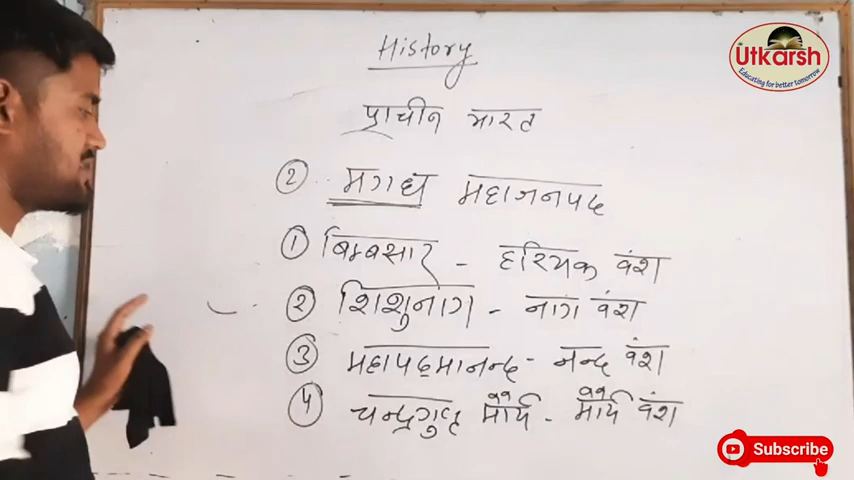 History
प्राचीन भारत
② मगध महाजनपद
① बिम्बसार - हरियक वंश
② शिशुनाग - नाग वंश
③ महापद्मानन्द - नन्द वंश
④ चन्द्रगुप्त मौर्य - मौर्य वंश
Utkarsh
Educating for better tomorrow
Subscribe